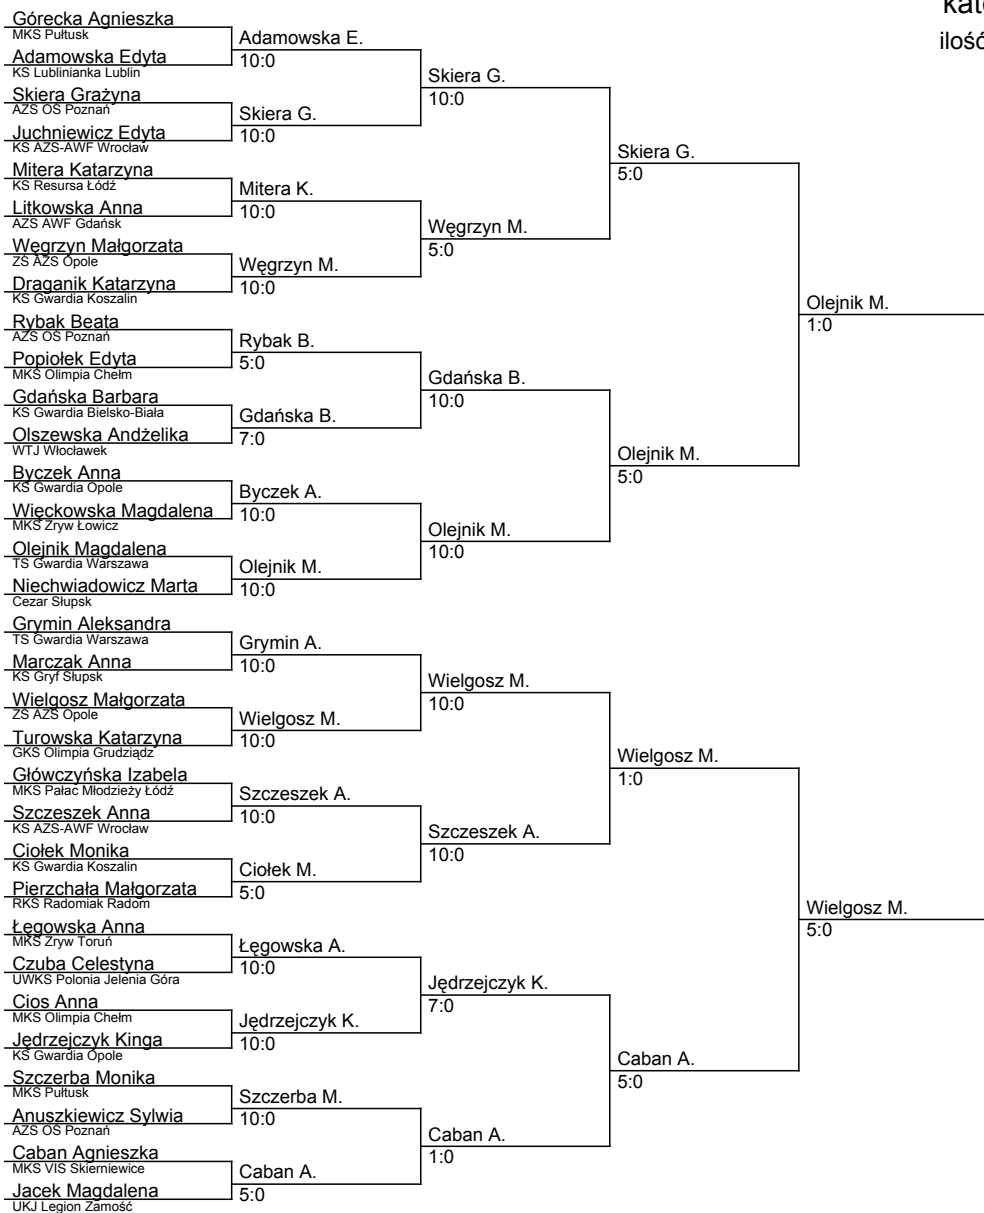 Górecka Agnieszka
MKS Pułtusk
Adamowska Edyta
KS Lublinianka Lublin
Skiera Grażyna
AZS OŚ Poznań
Juchniewicz Edyta
KS AZS-AWF Wrocław
Mitera Katarzyna
KS Resursa Łódź
Litkowska Anna
AZS AWF Gdańsk
Węgrzyn Małgorzata
ZS AZS Opole
Draganik Katarzyna
KS Gwardia Koszalin
Rybak Beata
AZS OŚ Poznań
Popiołek Edyta
MKS Olimpia Chełm
Gdańska Barbara
KS Gwardia Bielsko-Biała
Olszewska Andżelika
WTJ Włocławek
Byczek Anna
KS Gwardia Opole
Więckowska Magdalena
MKS Zryw Łowicz
Olejnik Magdalena
TS Gwardia Warszawa
Niechwiadowicz Marta
Cezar Słupsk
Grymin Aleksandra
TS Gwardia Warszawa
Marczak Anna
KS Gryf Słupsk
Wielgosz Małgorzata
ZS AZS Opole
Turowska Katarzyna
GKS Olimpia Grudziądz
Główczyńska Izabela
MKS Pałac Młodzieży Łódź
Szczeszek Anna
KS AZS-AWF Wrocław
Ciołek Monika
KS Gwardia Koszalin
Pierzchała Małgorzata
RKS Radomiak Radom
Łęgowska Anna
MKS Zryw Toruń
Czuba Celestyna
UWKS Polonia Jelenia Góra
Cios Anna
MKS Olimpia Chełm
Jędrzejczyk Kinga
KS Gwardia Opole
Szczerba Monika
MKS Pułtusk
Anuszkiewicz Sylwia
AZS OŚ Poznań
Caban Agnieszka
MKS VIS Skierniewice
Jacek Magdalena
UKJ Legion Zamość
Adamowska E.
10:0
Skiera G.
10:0
Mitera K.
10:0
Węgrzyn M.
10:0
Rybak B.
5:0
Gdańska B.
7:0
Byczek A.
10:0
Olejnik M.
10:0
Grymin A.
10:0
Wielgosz M.
10:0
Szczeszek A.
10:0
Ciołek M.
5:0
Łęgowska A.
10:0
Jędrzejczyk K.
10:0
Szczerba M.
10:0
Caban A.
5:0
Skiera G.
10:0
Węgrzyn M.
5:0
Gdańska B.
10:0
Olejnik M.
10:0
Wielgosz M.
10:0
Szczeszek A.
10:0
Jędrzejczyk K.
7:0
Caban A.
1:0
Skiera G.
5:0
Olejnik M.
5:0
Wielgosz M.
1:0
Caban A.
5:0
Olejnik M.
1:0
Wielgosz M.
5:0